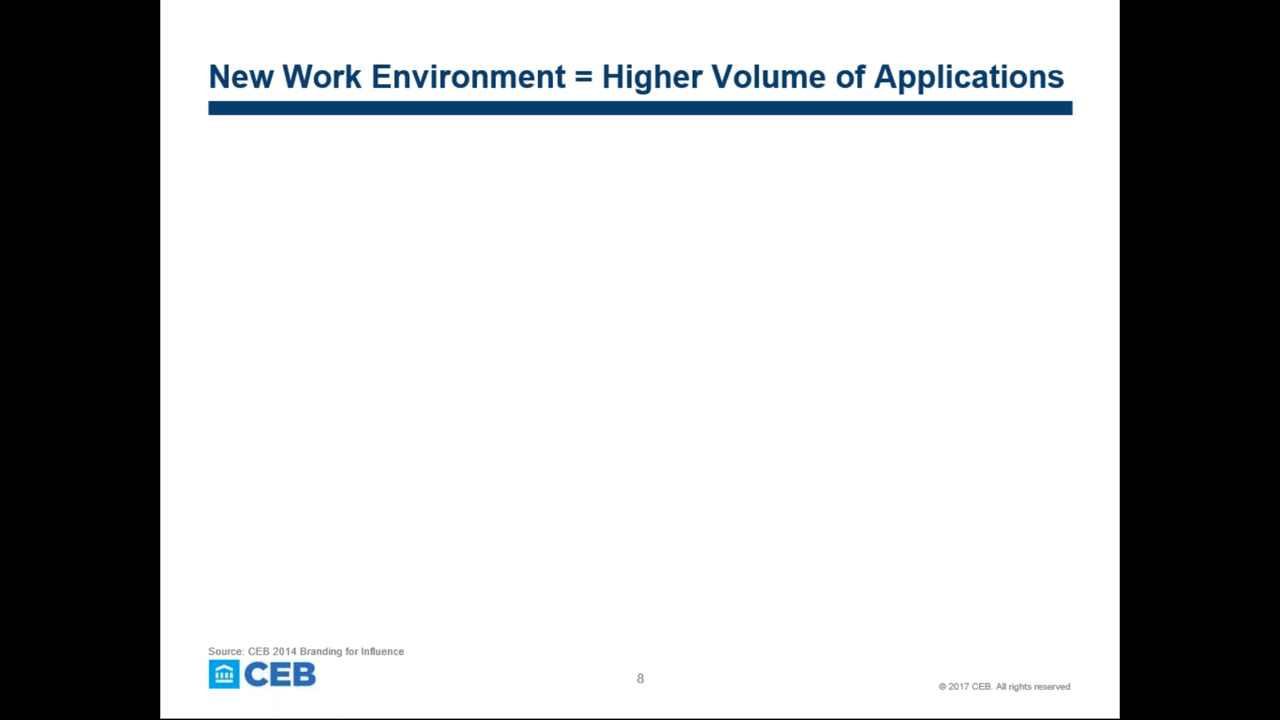 New Work Environment = Higher Volume of Applications
Source: CEB 2014 Branding for Influence
CEB
8
© 2017 CEB. All rights reserved